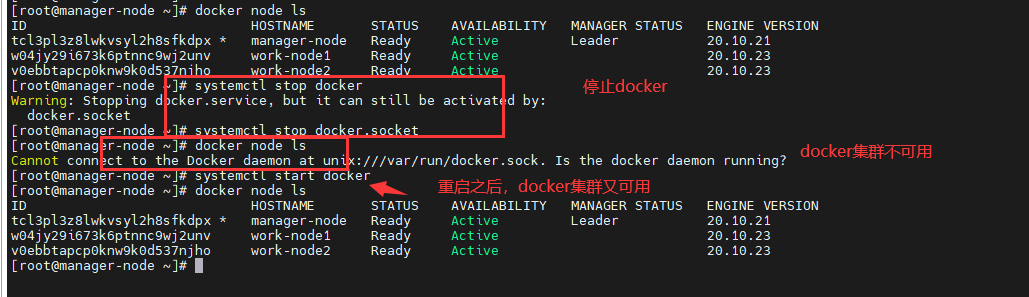 [root@manager-node ~]# docker node ls
ID HOSTNAME STATUS AVAILABILITY MANAGER STATUS ENGINE VERSION
tcl3pl3z8lwkvsyl2h8sfkdpx * manager-node Ready Active Leader 20.10.21
w04jy29i673k6ptnnc9wj2unv work-node1 Ready Active 20.10.23
v0ebbtapcp0knw9k0d537njho work-node2 Ready Active 20.10.23
[root@manager-node ~]# systemctl stop docker 停止docker
Warning: Stopping docker.service, but it can still be activated by:
docker.socket
[root@manager-node ~]# systemctl stop docker.socket
[root@manager-node ~]# docker node ls
Cannot connect to the Docker daemon at unix:///var/run/docker.sock. Is the docker daemon running? docker集群不可用
[root@manager-node ~]# systemctl start docker
[root@manager-node ~]# docker node ls 重启之后，docker集群又可用
ID HOSTNAME STATUS AVAILABILITY MANAGER STATUS ENGINE VERSION
tcl3pl3z8lwkvsyl2h8sfkdpx * manager-node Ready Active Leader 20.10.21
w04jy29i673k6ptnnc9wj2unv work-node1 Ready Active 20.10.23
v0ebbtapcp0knw9k0d537njho work-node2 Ready Active 20.10.23
[root@manager-node ~]#